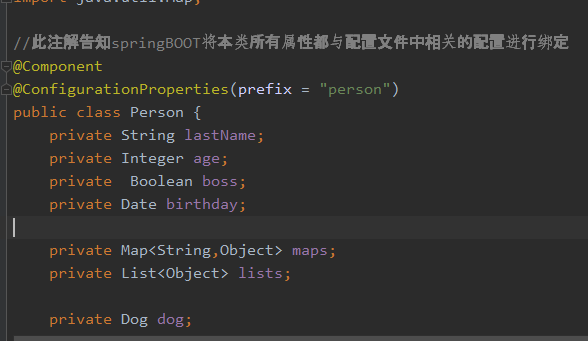 import java.util.Map;
//此注解告知springBOOT将本类所有属性都与配置文件中相关的配置进行绑定
@Component
@ConfigurationProperties(prefix = "person")
public class Person {
private String lastName;
private Integer age;
private  Boolean boss;
private Date birthday;
private Map<String,Object> maps;
private List<Object> lists;
private Dog dog;